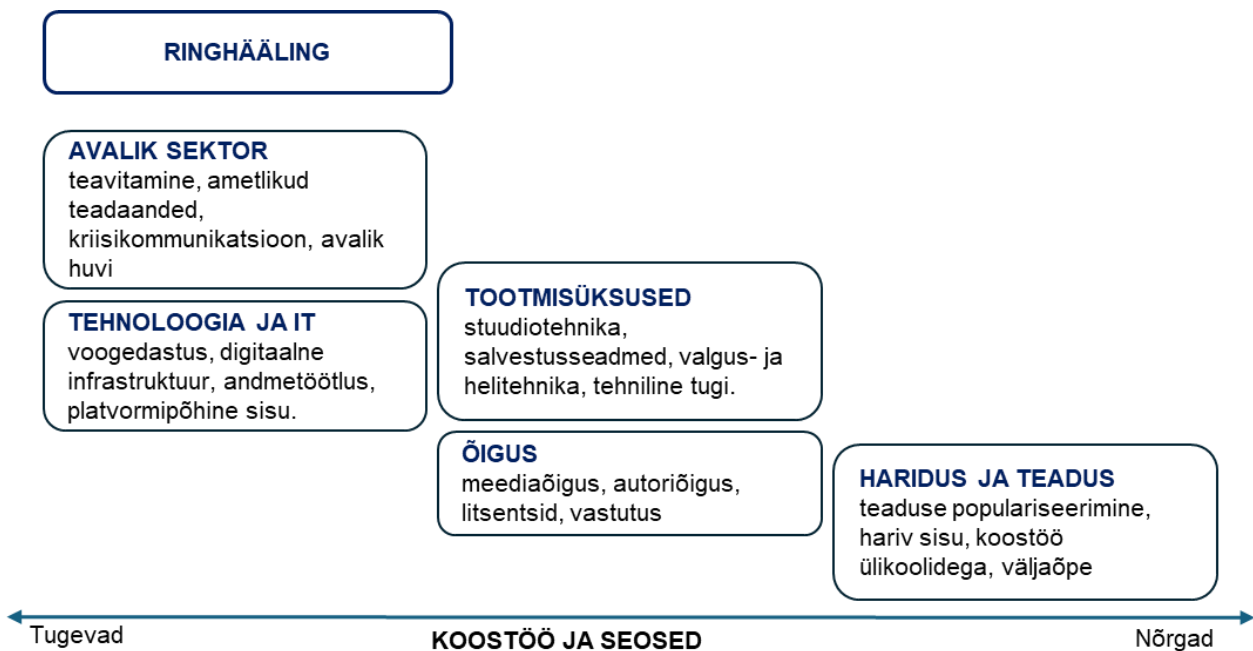 RINGHÄÄLING
AVALIK SEKTOR
teavitamine, ametlikud
teadaanded,
kriisikommunikatsioon, avalik
huvi
TEHNOLOOGIA JA IT
voogedastus, digitaalne
infrastruktuur, andmetöötlus,
platvormipõhine sisu.
TOOTMISÜKSUSED
stuudiotehnika,
salvestusseadmed, valgus- ja
helitehnika, tehniline tugi.
ÕIGUS
meediaõigus, autoriõigus,
litsentsid, vastutus
HARIDUS JA TEADUS
teaduse populariseerimine,
hariv sisu, koostöö
ülikoolidega, väljaõpe
Tugevad
KOOSTÖÖ JA SEOSED
Nõrgad